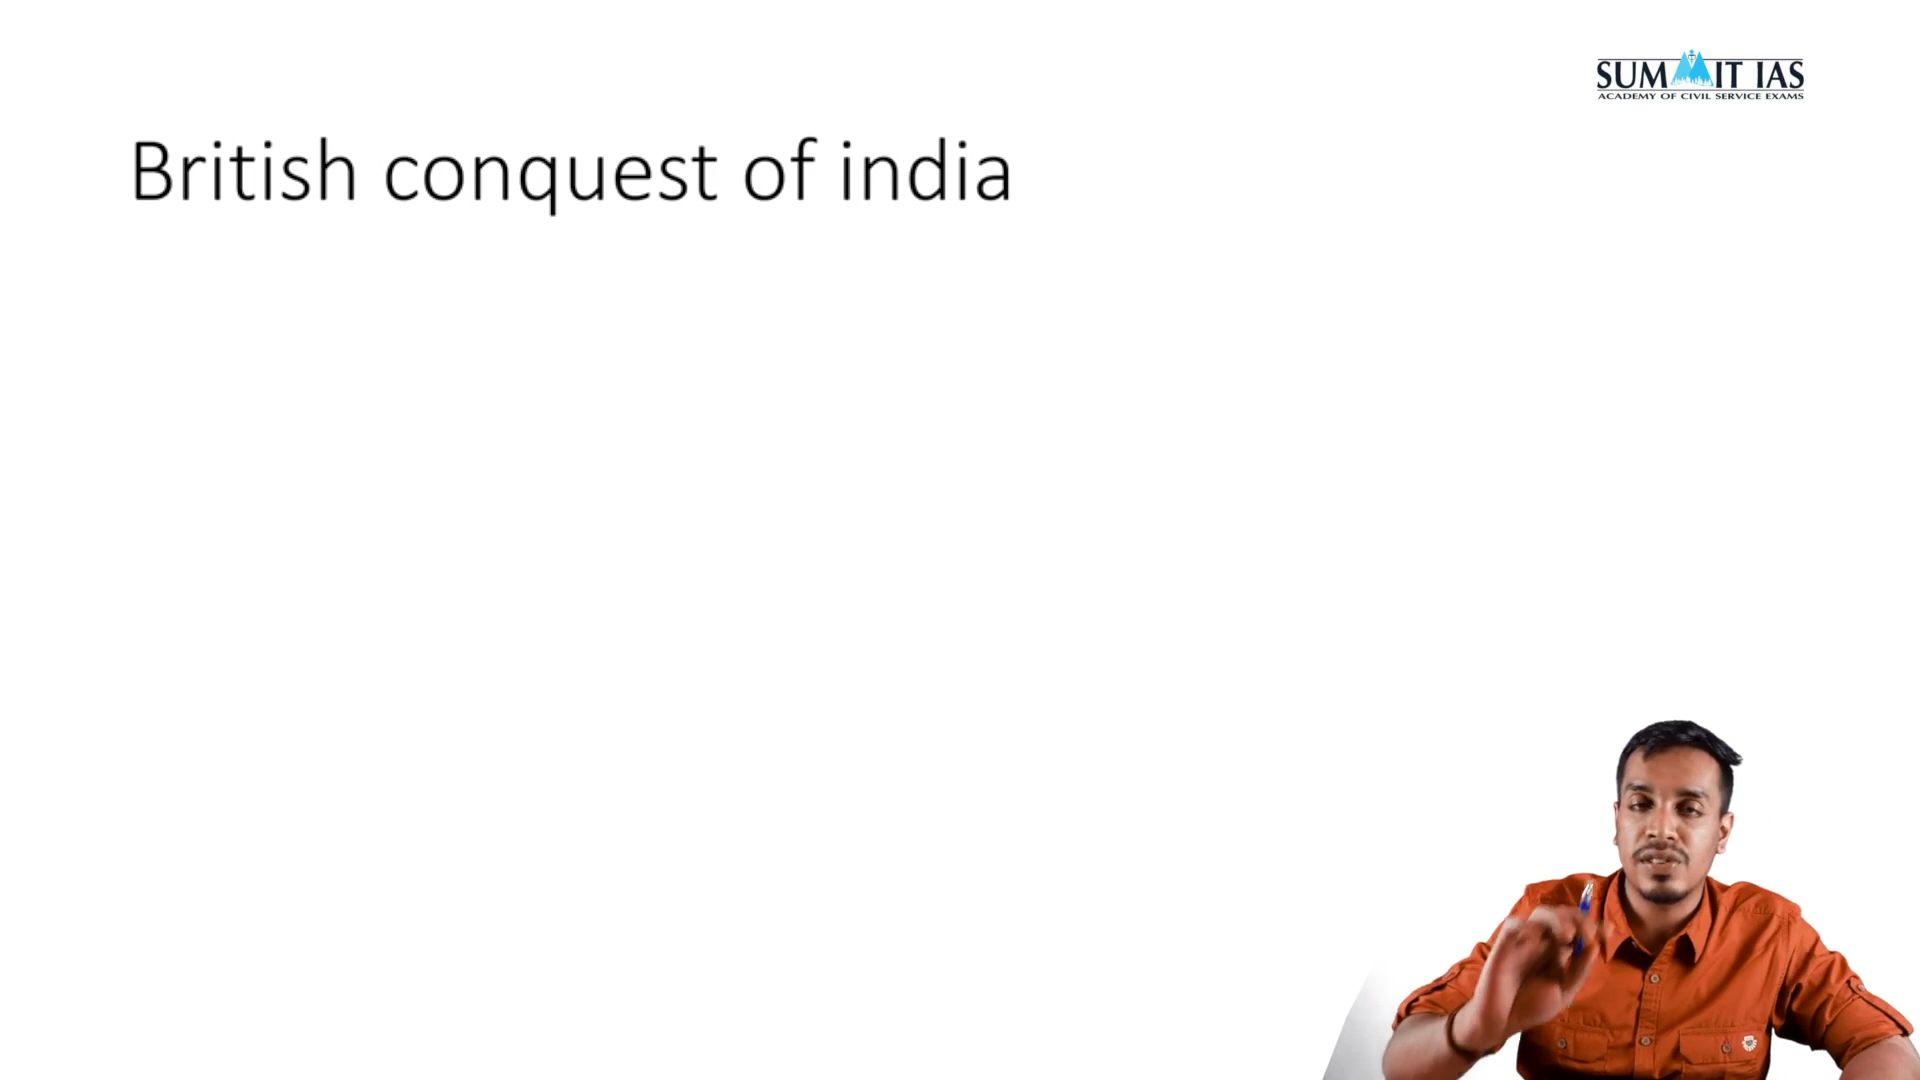 SUMMIT IAS
ACADEMY OF CIVIL SERVICE EXAMS
British conquest of india